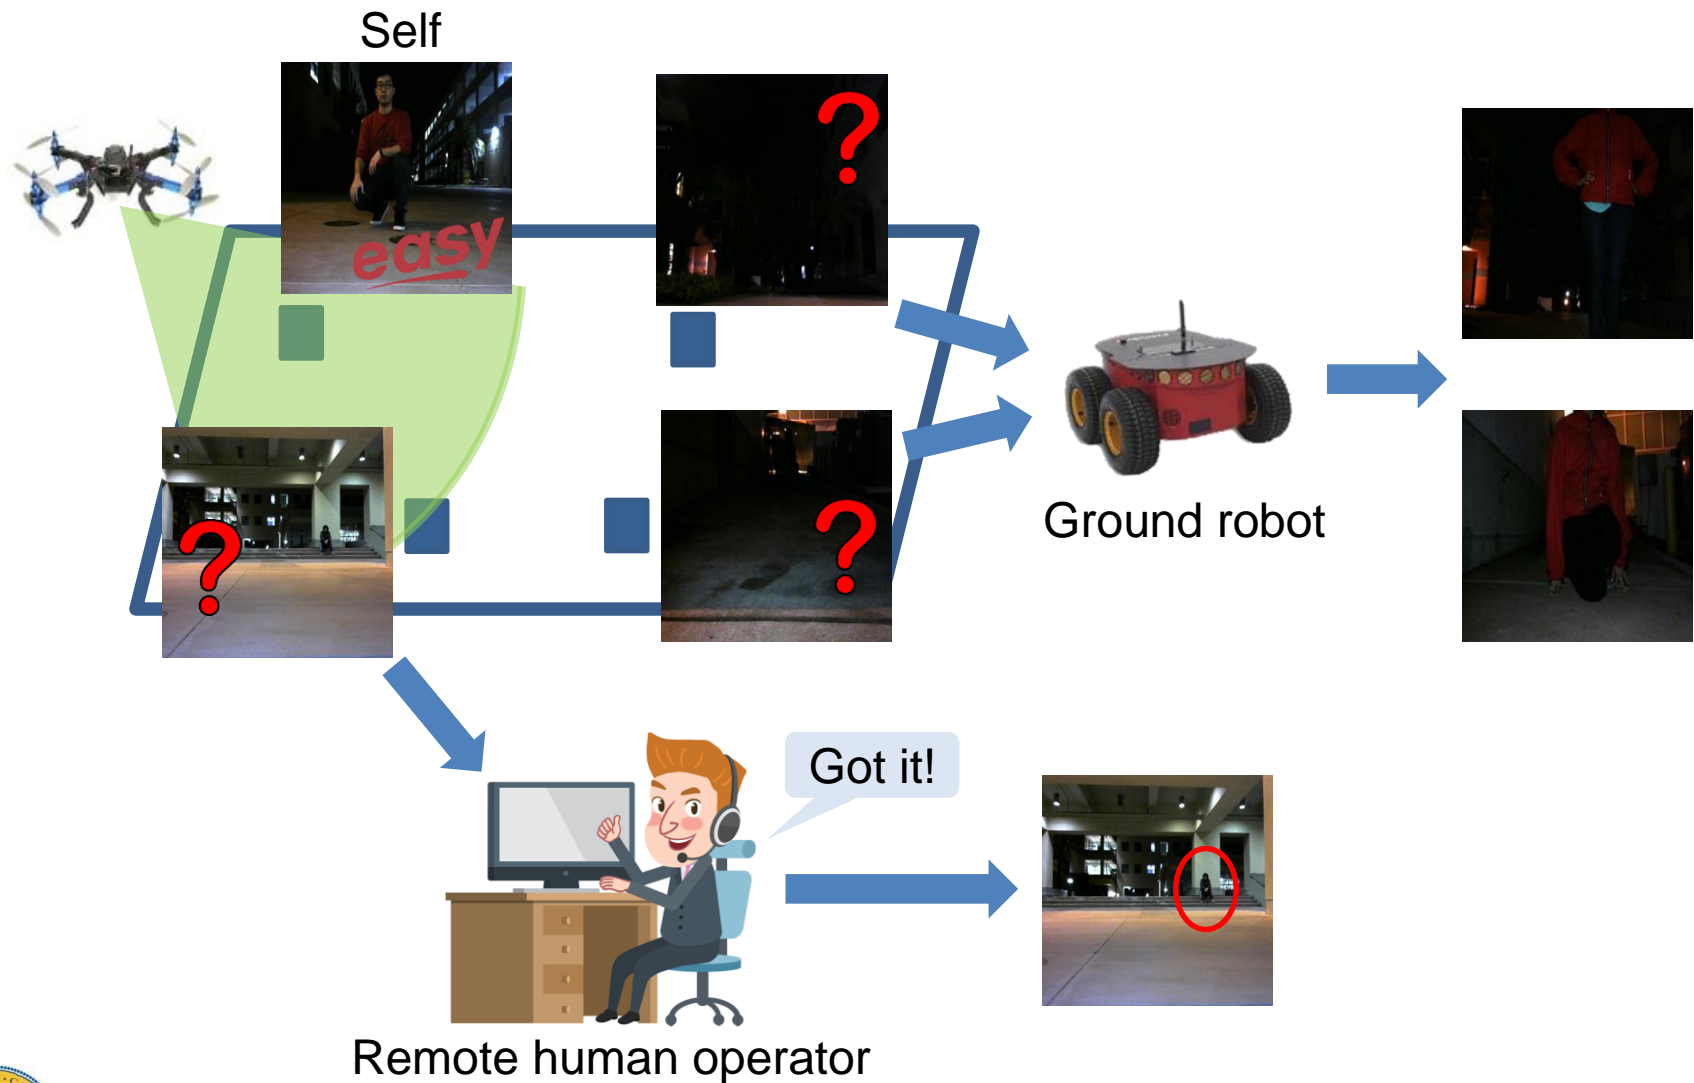 Self
easy
?
?
?
?
Ground robot
Got it!
Remote human operator